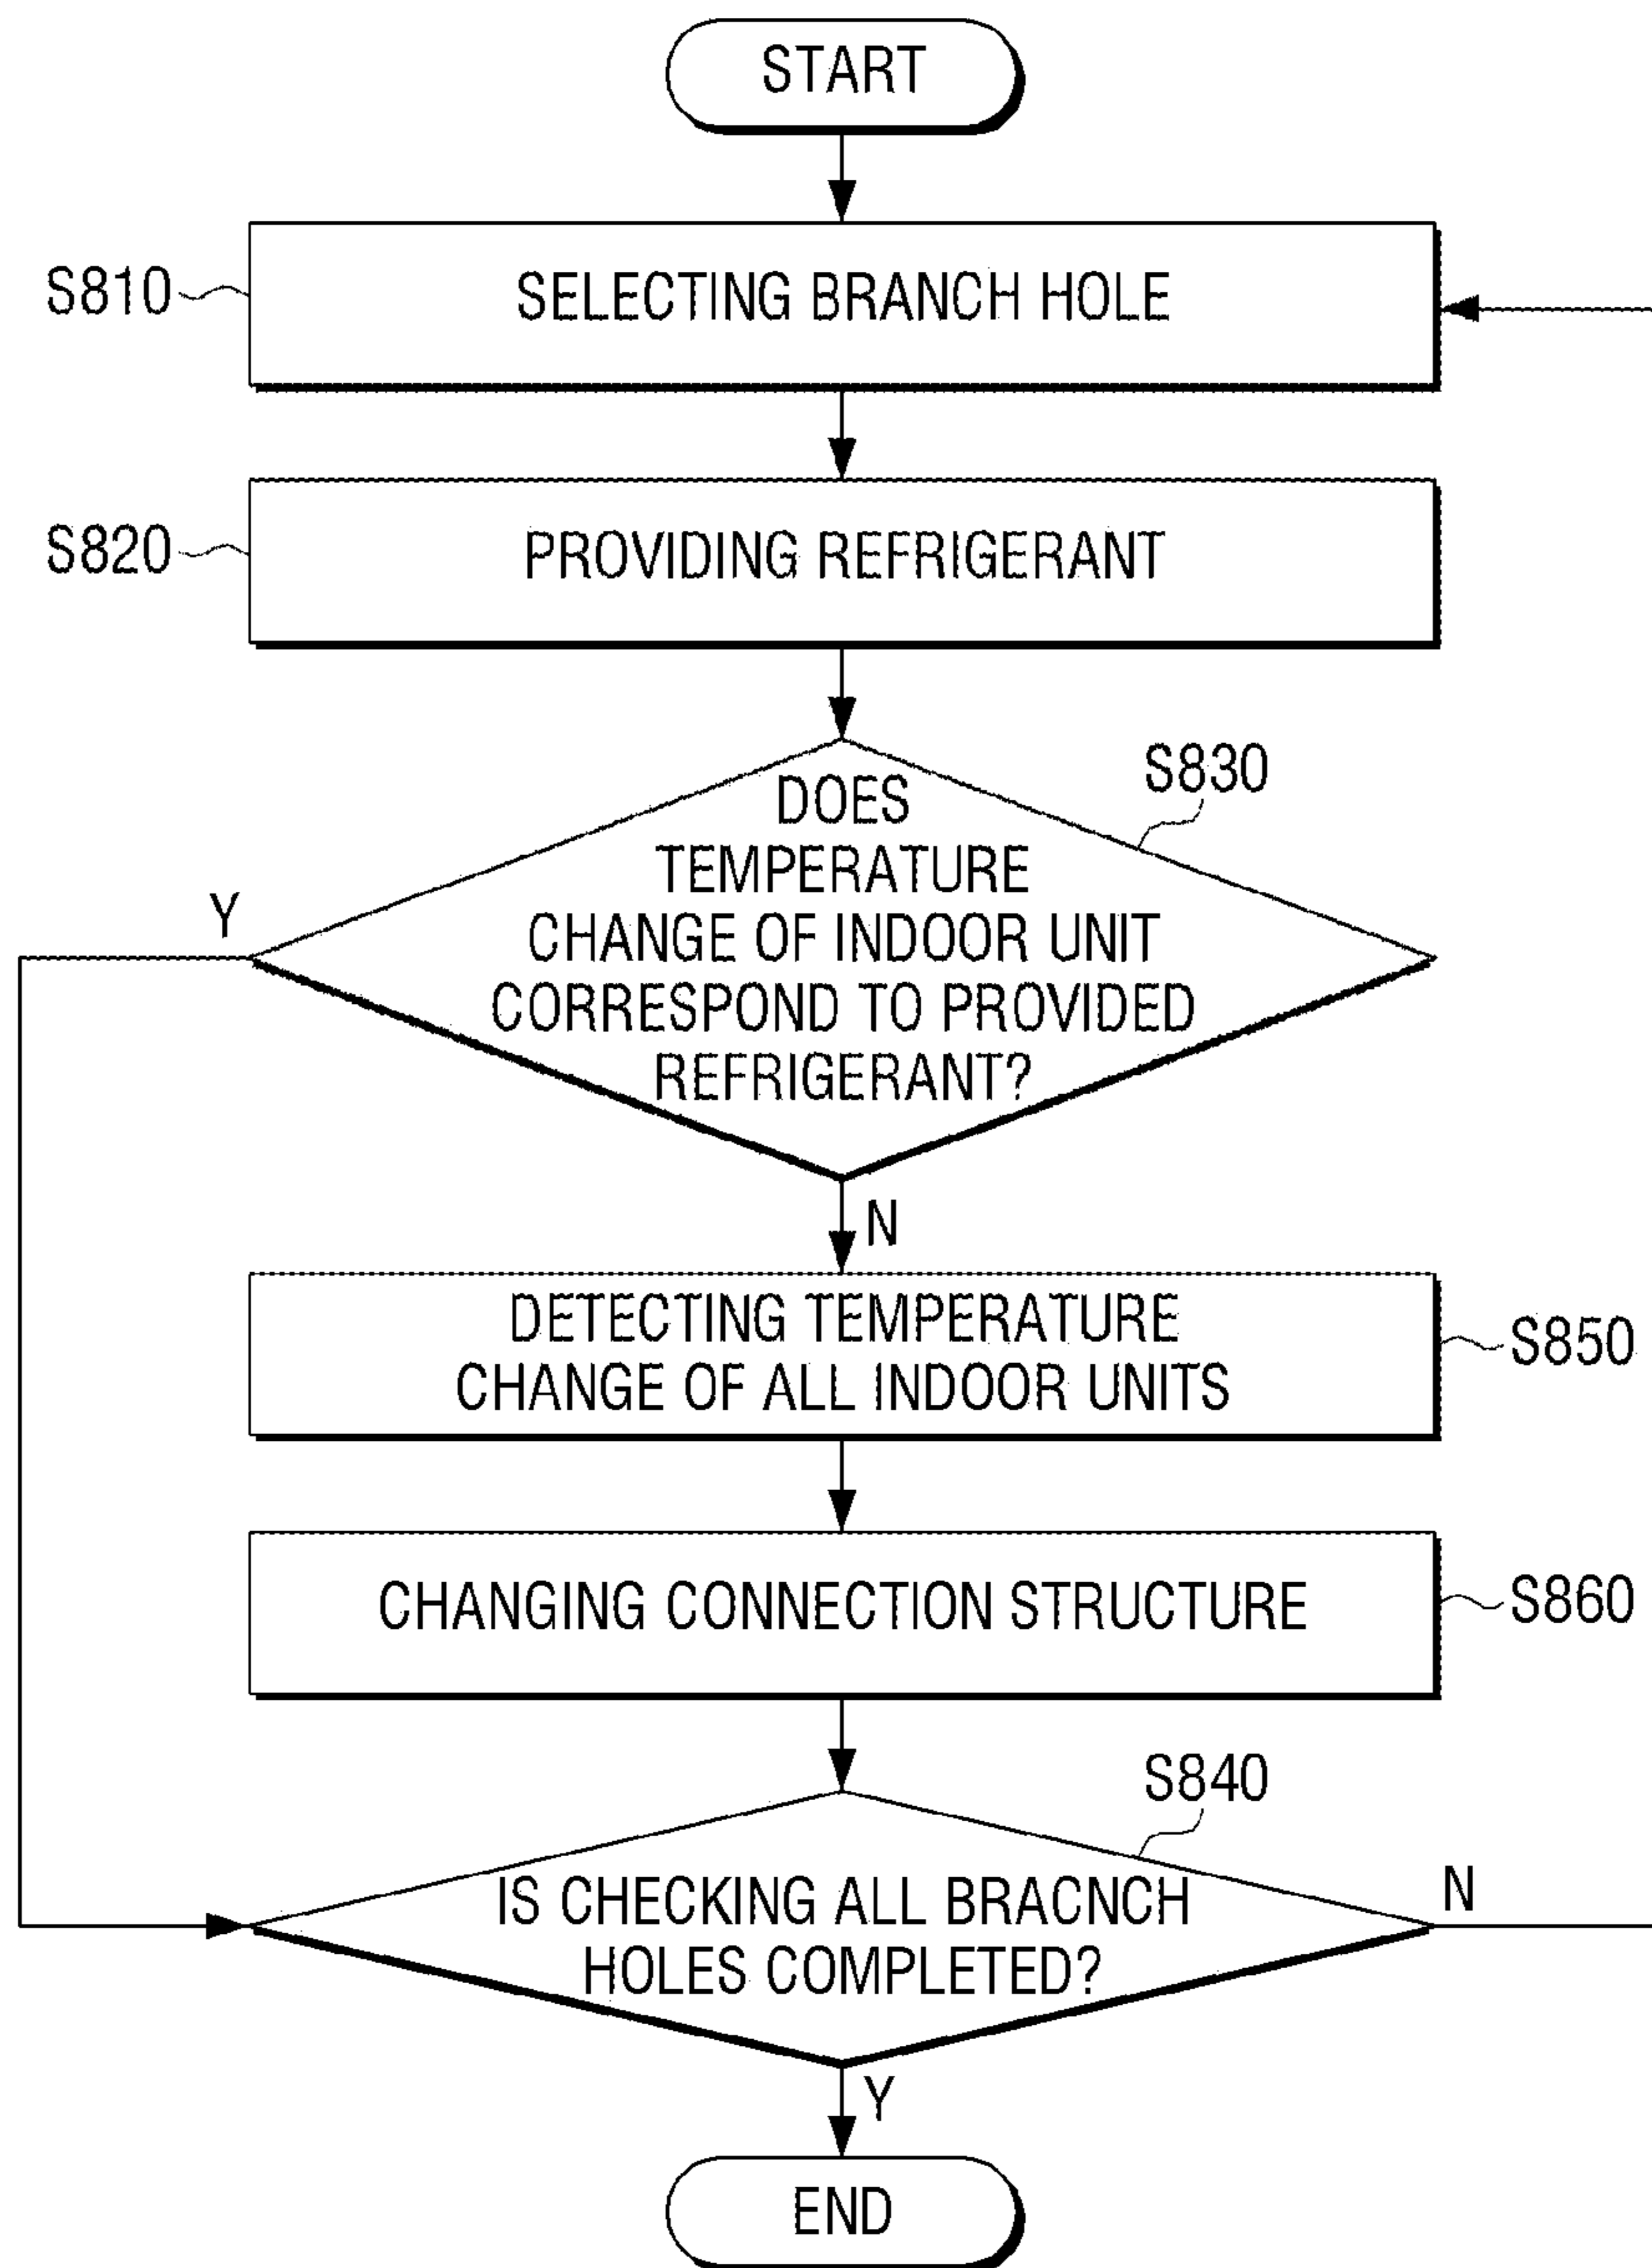 START
S810
SELECTING BRANCH HOLE
S820
PROVIDING REFRIGERANT
S830
DOES
TEMPERATURE
CHANGE OF INDOOR UNIT
CORRESPOND TO PROVIDED
REFRIGERANT?
Y
N
DETECTING TEMPERATURE
CHANGE OF ALL INDOOR UNITS
S850
CHANGING CONNECTION STRUCTURE
S860
S840
IS CHECKING ALL BRACNCH
HOLES COMPLETED?
N
Y
END